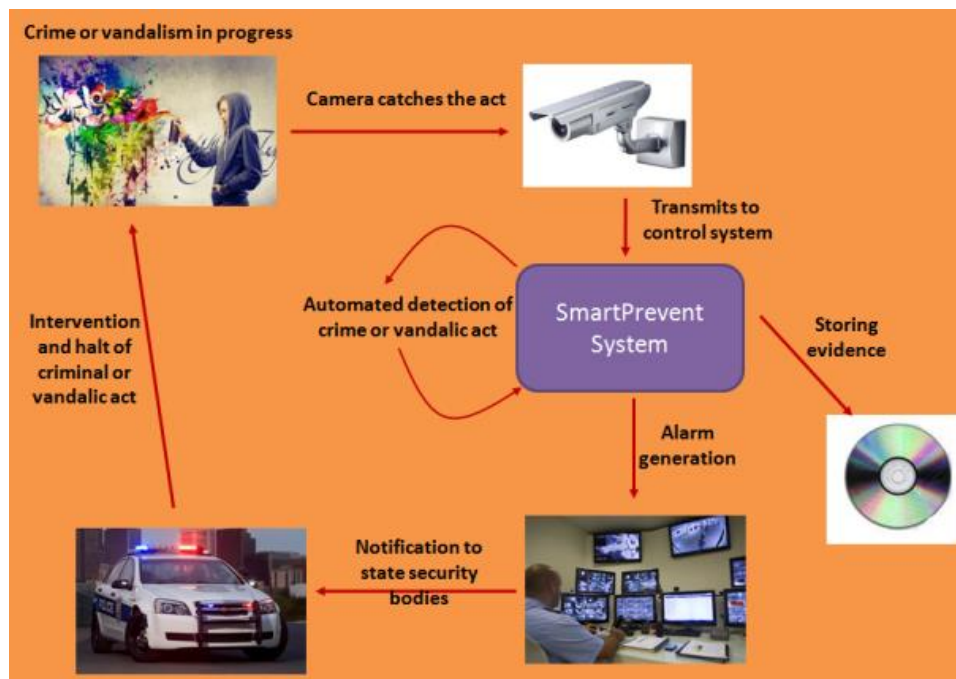 Crime or vandalism in progress
Camera catches the act
Transmits to
control system
Automated detection of
crime or vandalic act
SmartPrevent
System
Storing
evidence
Intervention
and halt of
criminal or
vandalic act
Alarm
generation
Notification to
state security
bodies